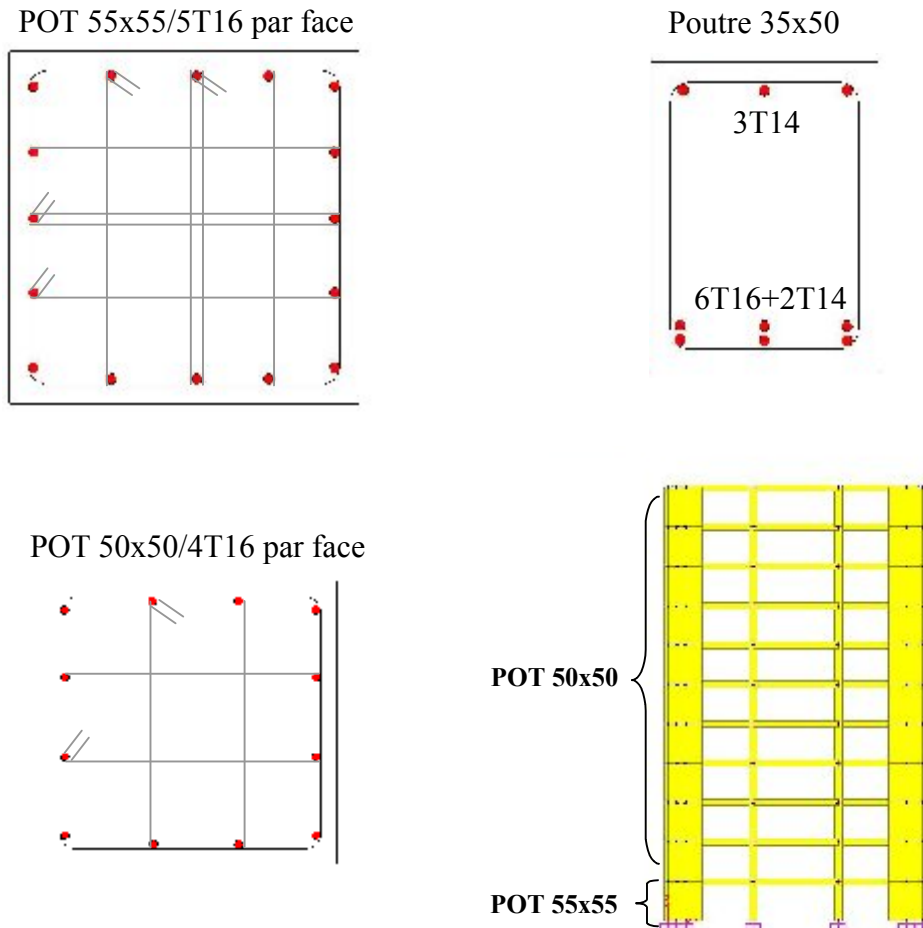 POT 55x55/5T16 par face
Poutre 35x50
3T14
6T16+2T14
POT 50x50/4T16 par face
POT 50x50
POT 55x55